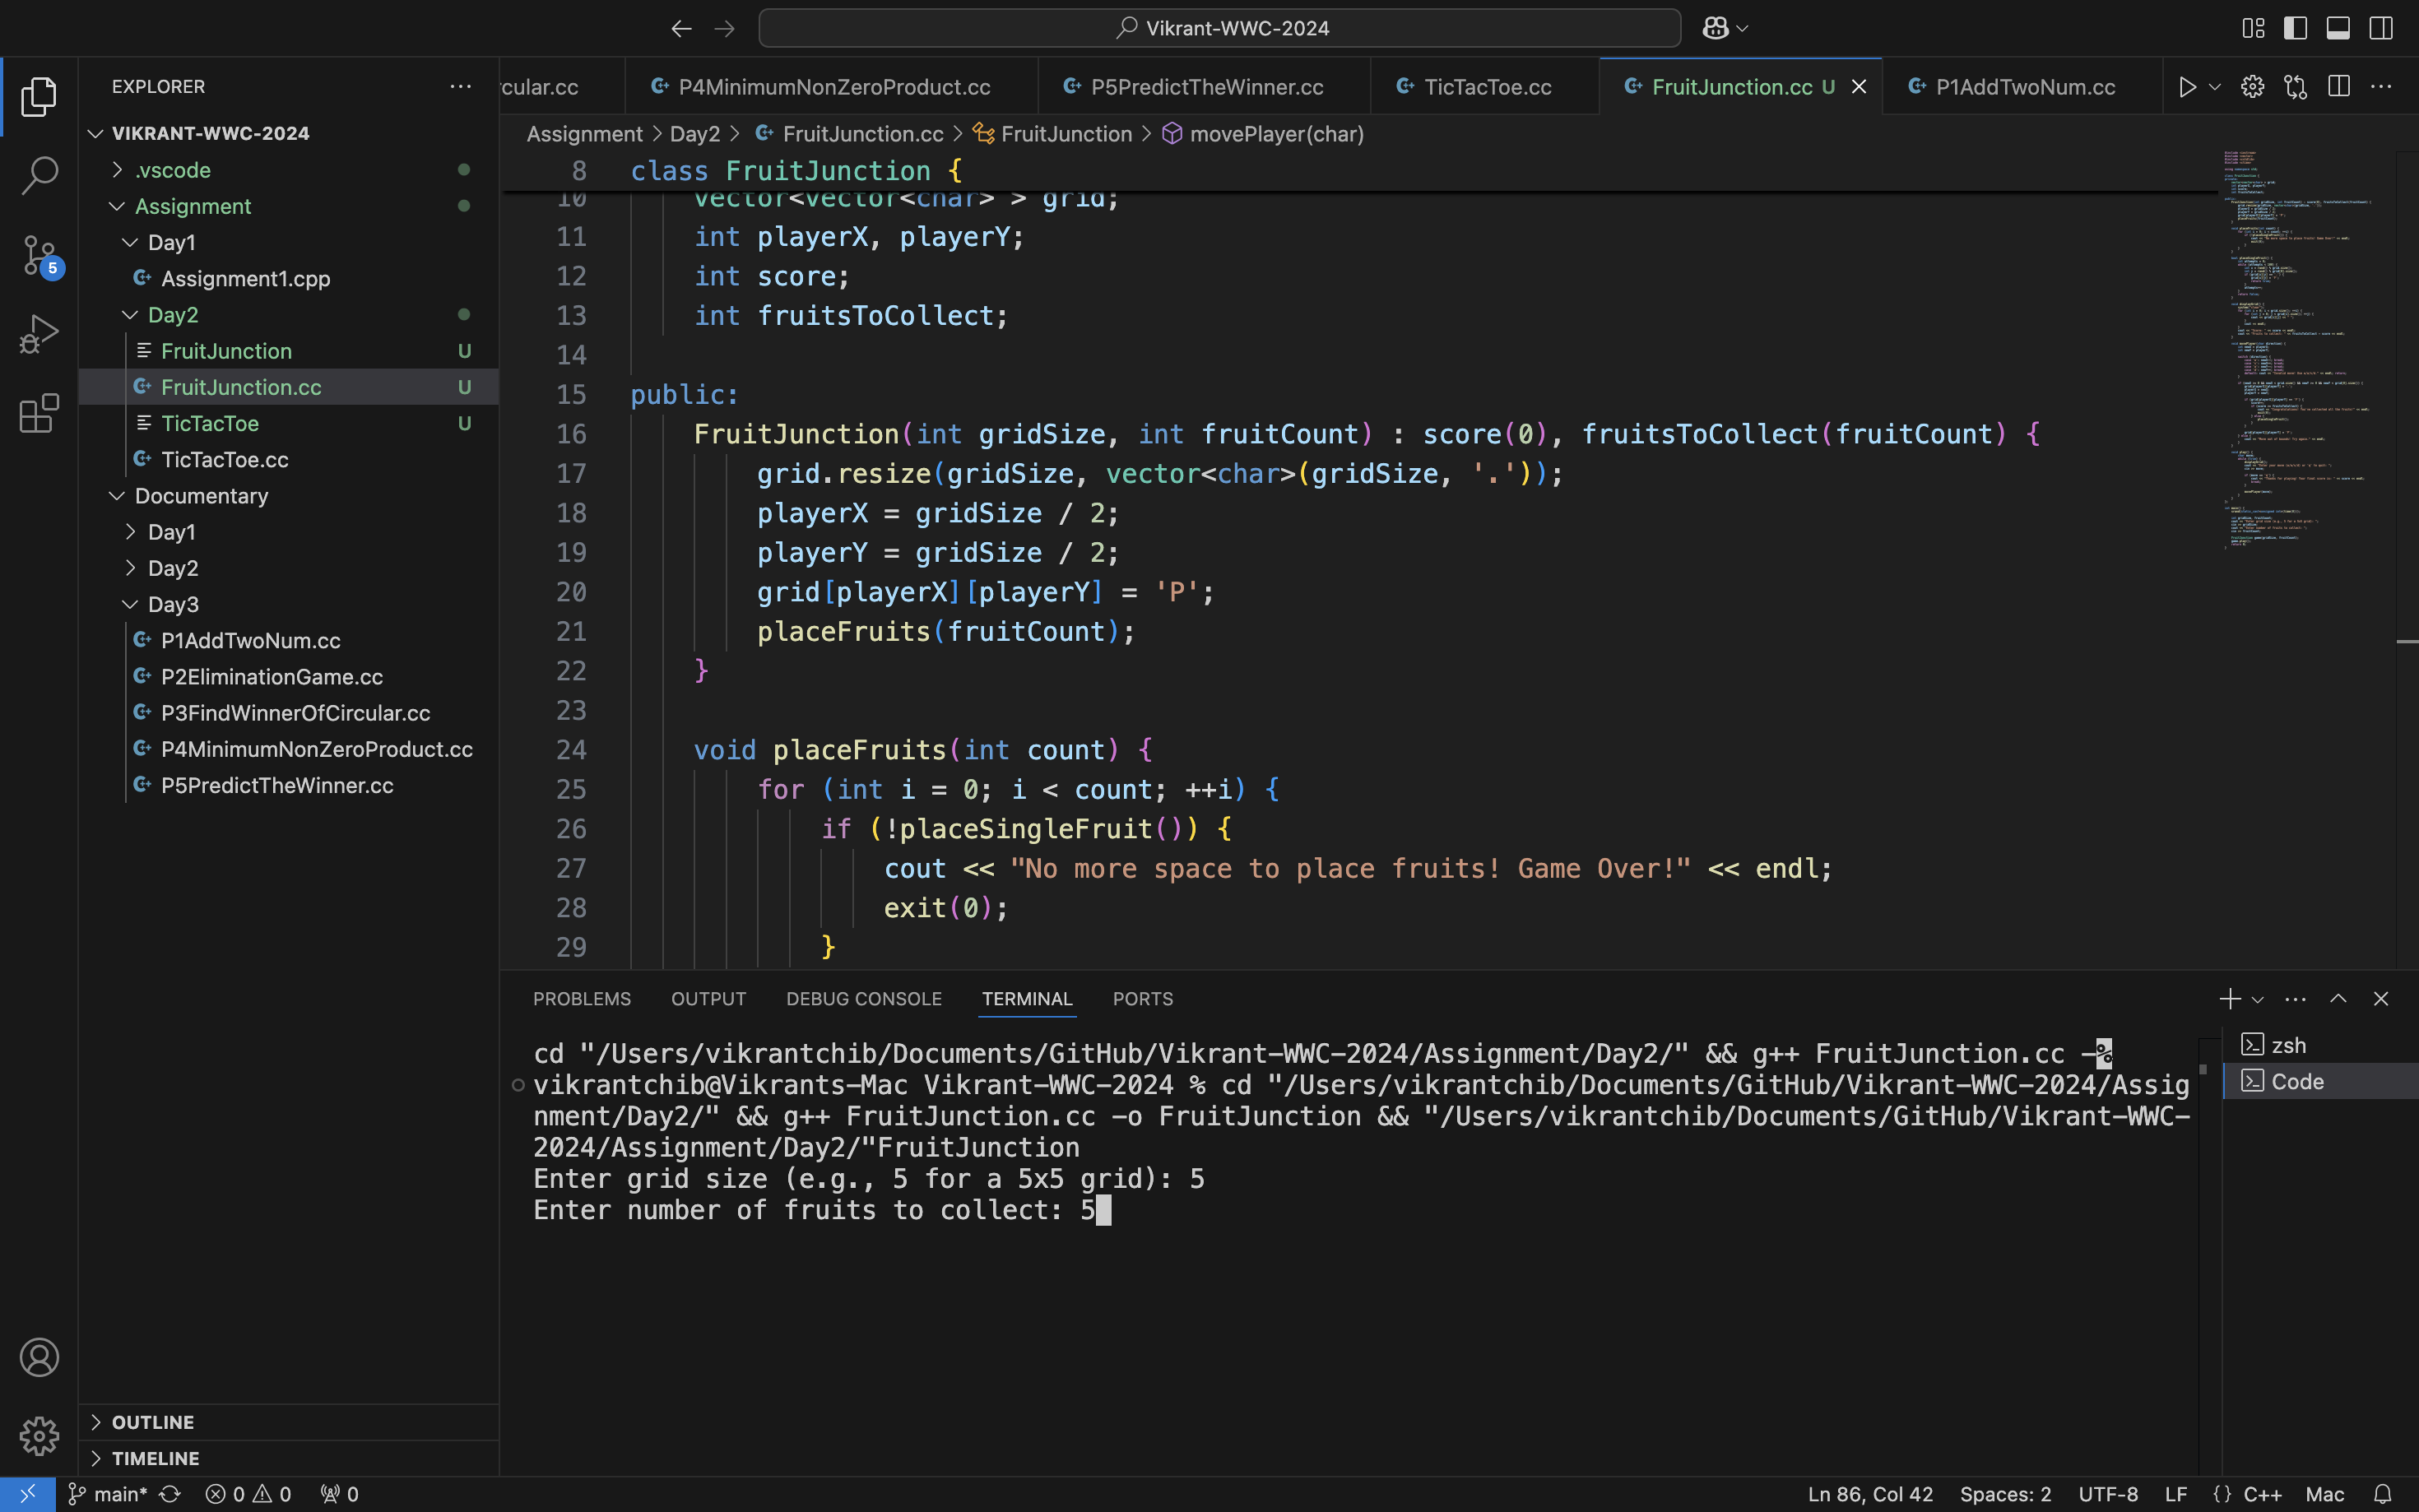 Vikrant-WWC-2024
EXPLORER
VIKRANT-WWC-2024
.vscode
Assignment
Day1
Assignment1.cpp
Day2
FruitJunction U
FruitJunction.cc U
TicTacToe U
TicTacToe.cc
Documentary
Day1
Day2
Day3
P1AddTwoNum.cc
P2EliminationGame.cc
P3FindWinnerOfCircular.cc
P4MinimumNonZeroProduct.cc
P5PredictTheWinner.cc
OUTLINE
TIMELINE
5
rcular.cc P4MinimumNonZeroProduct.cc P5PredictTheWinner.cc TicTacToe.cc FruitJunction.cc U P1AddTwoNum.cc
Assignment > Day2 > FruitJunction.cc > FruitJunction > movePlayer(char)
8 class FruitJunction {
10 vector<vector<char> > grid;
11 int playerX, playerY;
12 int score;
13 int fruitsToCollect;
14
15 public:
16 FruitJunction(int gridSize, int fruitCount) : score(0), fruitsToCollect(fruitCount) {
17 grid.resize(gridSize, vector<char>(gridSize, '.'));
18 playerX = gridSize / 2;
19 playerY = gridSize / 2;
20 grid[playerX][playerY] = 'P';
21 placeFruits(fruitCount);
22 }
23
24 void placeFruits(int count) {
25 for (int i = 0; i < count; ++i) {
26 if (!placeSingleFruit()) {
27 cout << "No more space to place fruits! Game Over!" << endl;
28 exit(0);
29 }
PROBLEMS OUTPUT DEBUG CONSOLE TERMINAL PORTS
cd "/Users/vikrantchib/Documents/GitHub/Vikrant-WWC-2024/Assignment/Day2/" && g++ FruitJunction.cc -%
vikrantchib@Vikrants-Mac Vikrant-WWC-2024 % cd "/Users/vikrantchib/Documents/GitHub/Vikrant-WWC-2024/Assig
nment/Day2/" && g++ FruitJunction.cc -o FruitJunction && "/Users/vikrantchib/Documents/GitHub/Vikrant-WWC-
2024/Assignment/Day2/"FruitJunction
Enter grid size (e.g., 5 for a 5x5 grid): 5
Enter number of fruits to collect: 5
zsh
Code
main* 0 0 0 Ln 86, Col 42 Spaces: 2 UTF-8 LF {} C++ Mac